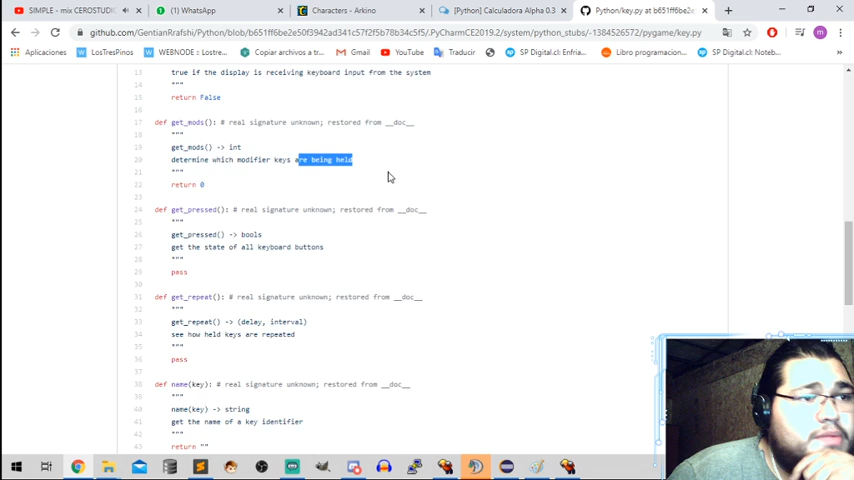 SIMPLE - mix CEROSTUDI
(1) WhatsApp
Characters - Arkino
[Python] Calculadora Alpha 0.3
Python/key.py at b651ff6be2e
github.com/GentianRrafshi/Python/blob/b651ff6be2e50f3942ad341c57d5105f2f5b78b34c5f5/.PyCharmCE2019.2/system/python_stubs/-1384526572/pygame/key.py
Aplicaciones
LosTresPinos
WEBNODE :: Lostre...
Copiar archivos a tr...
Gmail
YouTube
Traducir
SP Digital.cl: Enfria...
Libro programacion...
SP Digital.cl: Noteb...
13 true if the display is receiving keyboard input from the system
14 """
15 return False
16
17 def get_mods(): # real signature unknown; restored from __doc__
18 """
19 get_mods() -> int
20 determine which modifier keys are being held
21 """
22 return 0
23
24 def get_pressed(): # real signature unknown; restored from __doc__
25 """
26 get_pressed() -> bools
27 get the state of all keyboard buttons
28 """
29 pass
30
31 def get_repeat(): # real signature unknown; restored from __doc__
32 """
33 get_repeat() -> (delay, interval)
34 see how held keys are repeated
35 """
36 pass
37
38 def name(key): # real signature unknown; restored from __doc__
39 """
40 name(key) -> string
41 get the name of a key identifier
42 """
43 return ""